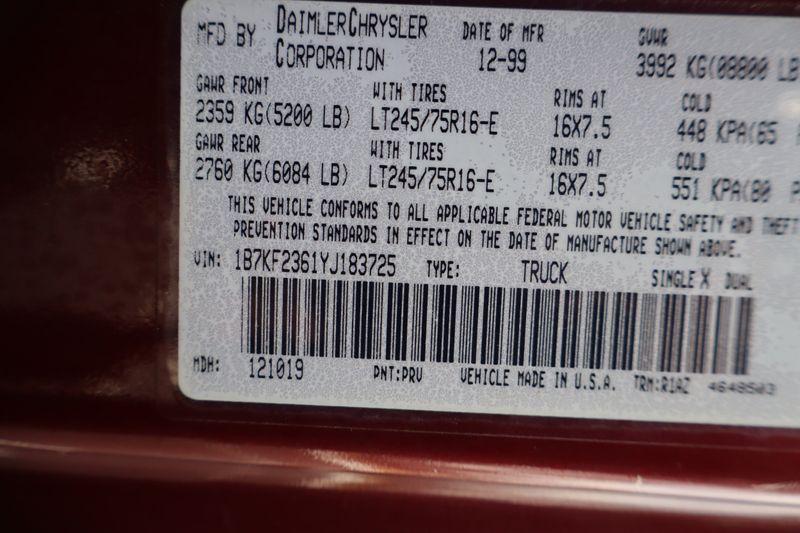 MFD BY DAIMLERCHRYSLER CORPORATION DATE OF MFR 12-99 GVWR 3992 KG(08800 LB
GAWR FRONT WITH TIRES RIMS AT COLD
2359 KG(5200 LB) LT245/75R16-E 16X7.5 448 KPA(65
GAWR REAR WITH TIRES RIMS AT COLD
2760 KG(6084 LB) LT245/75R16-E 16X7.5 551 KPA(80 P
THIS VEHICLE CONFORMS TO ALL APPLICABLE FEDERAL MOTOR VEHICLE SAFETY AND THEFT
PREVENTION STANDARDS IN EFFECT ON THE DATE OF MANUFACTURE SHOWN ABOVE.
VIN: 1B7KF2361YJ183725 TYPE: TRUCK SINGLE X DUAL
MDH: 121019 PNT:PRV VEHICLE MADE IN U.S.A. TRM:R1AZ 4648503